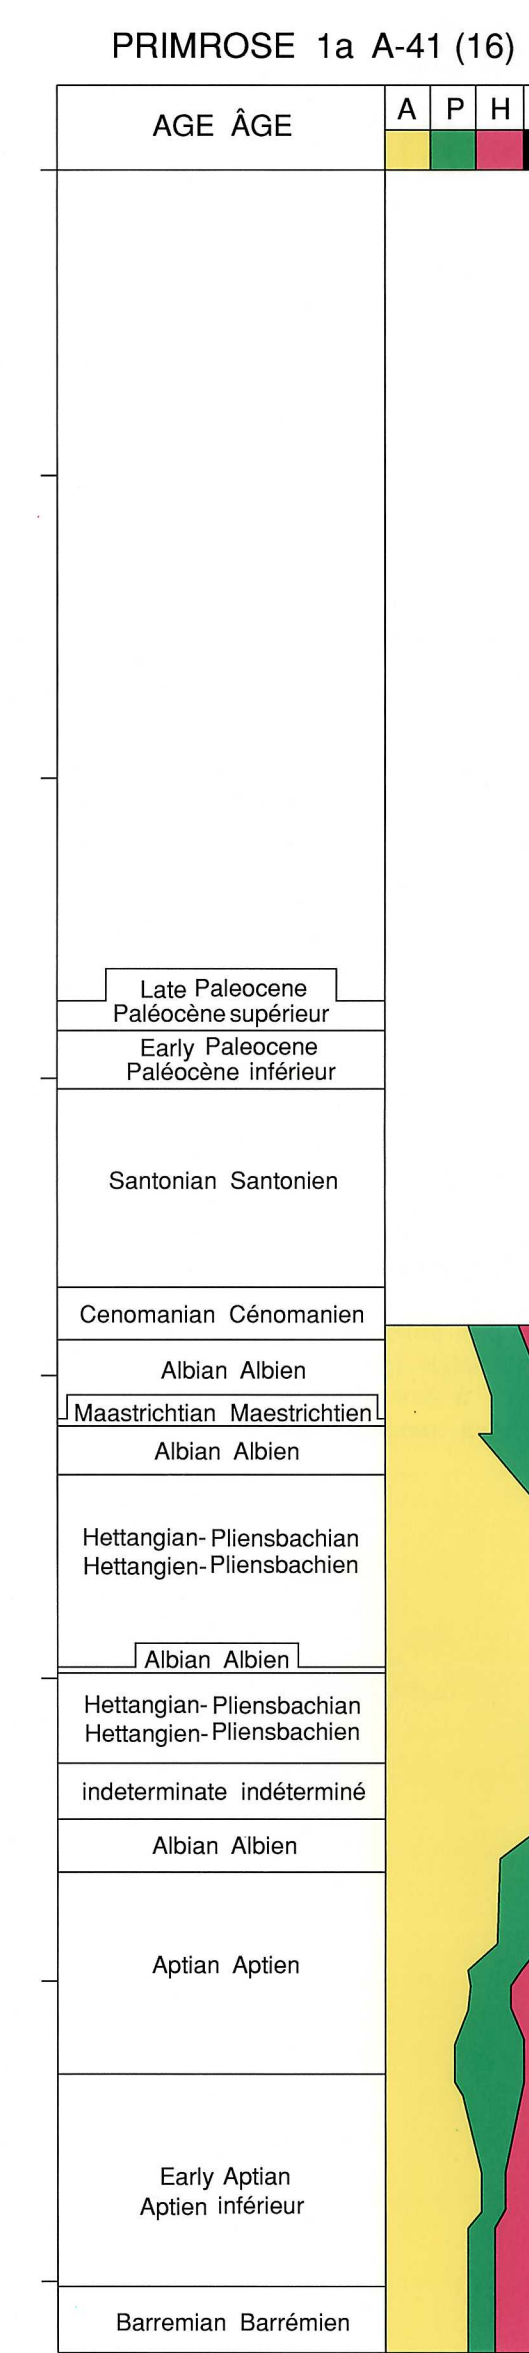 PRIMROSE 1a A-41 (16)
AGE ÂGE
A P H
Late Paleocene
Paléocène supérieur
Early Paleocene
Paléocène inférieur
Santonian Santonien
Cenomanian Cénomanien
Albian Albien
Maastrichtian Maestrichtien
Albian Albien
Hettangian-Pliensbachian
Hettangien-Pliensbachien
Albian Albien
Hettangian-Pliensbachian
Hettangien-Pliensbachien
indeterminate indéterminé
Albian Albien
Aptian Aptien
Early Aptian
Aptien inférieur
Barremian Barrémien